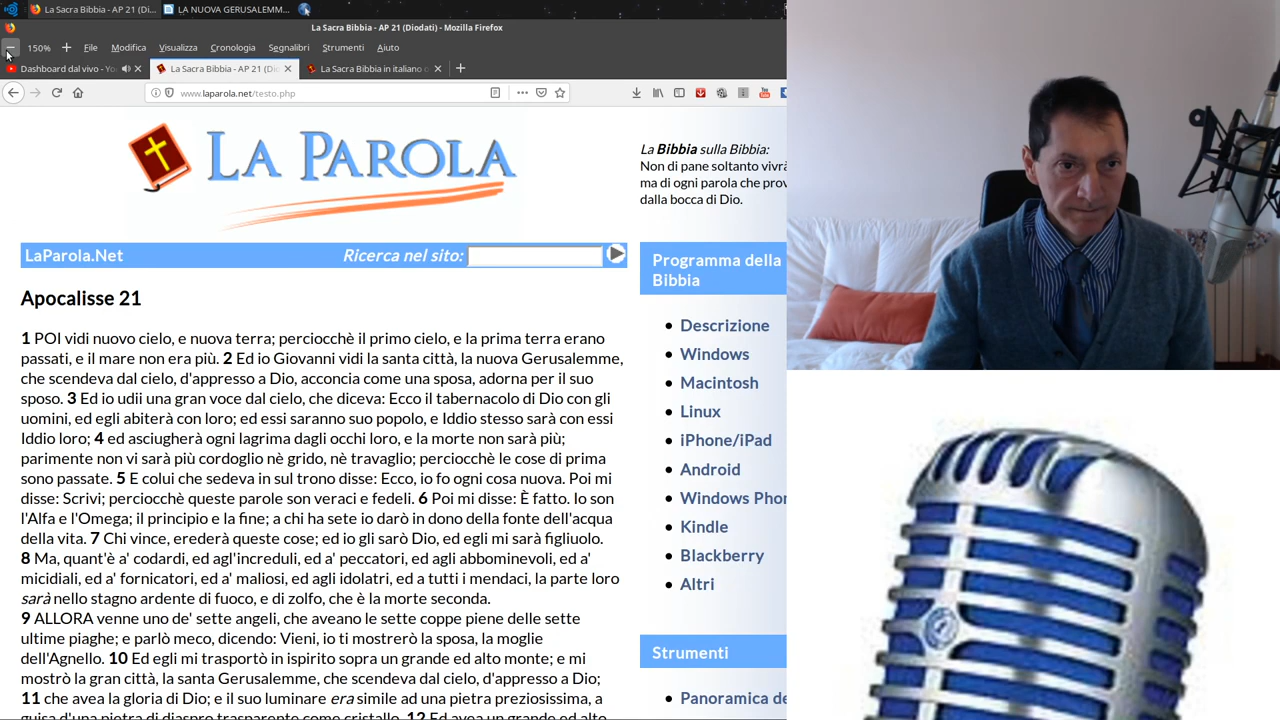 La Sacra Bibbia - AP 21 (Di...
LA NUOVA GERUSALEMM...
La Sacra Bibbia - AP 21 (Diodati) - Mozilla Firefox
150%
File Modifica Visualizza Cronologia Segnalibri Strumenti Aiuto
Dashboard dal vivo - Yo
La Sacra Bibbia - AP 21 (Dio
La Sacra Bibbia in italiano o
www.laparola.net/testo.php
LA PAROLA
La Bibbia sulla Bibbia:
Non di pane soltanto vivrà
ma di ogni parola che prov
dalla bocca di Dio.
LaParola.Net Ricerca nel sito:
Apocalisse 21
1 POI vidi nuovo cielo, e nuova terra; perciocchè il primo cielo, e la prima terra erano
passati, e il mare non era più. 2 Ed io Giovanni vidi la santa città, la nuova Gerusalemme,
che scendeva dal cielo, d'appresso a Dio, acconcia come una sposa, adorna per il suo
sposo. 3 Ed io udii una gran voce dal cielo, che diceva: Ecco il tabernacolo di Dio con gli
uomini, ed egli abiterà con loro; ed essi saranno suo popolo, e Iddio stesso sarà con essi
Iddio loro; 4 ed asciugherà ogni lagrima dagli occhi loro, e la morte non sarà più;
parimente non vi sarà più cordoglio nè grido, nè travaglio; perciocchè le cose di prima
sono passate. 5 E colui che sedeva in sul trono disse: Ecco, io fo ogni cosa nuova. Poi mi
disse: Scrivi; perciocchè queste parole son veraci e fedeli. 6 Poi mi disse: È fatto. Io son
l'Alfa e l'Omega; il principio e la fine; a chi ha sete io darò in dono della fonte dell'acqua
della vita. 7 Chi vince, erederà queste cose; ed io gli sarò Dio, ed egli mi sarà figliuolo.
8 Ma, quant'è a' codardi, ed agl'increduli, ed a' peccatori, ed agli abbominevoli, ed a'
micidiali, ed a' fornicatori, ed a' maliosi, ed agli idolatri, ed a tutti i mendaci, la parte loro
sarà nello stagno ardente di fuoco, e di zolfo, che è la morte seconda.
9 ALLORA venne uno de' sette angeli, che aveano le sette coppe piene delle sette
ultime piaghe; e parlò meco, dicendo: Vieni, io ti mostrerò la sposa, la moglie
dell'Agnello. 10 Ed egli mi trasportò in ispirito sopra un grande ed alto monte; e mi
mostrò la gran città, la santa Gerusalemme, che scendeva dal cielo, d'appresso a Dio;
11 che avea la gloria di Dio; e il suo luminare era simile ad una pietra preziosissima, a
guisa d'una pietra di diaspro trasparente come cristallo. 12 Ed avea un grande ed alto
Programma della
Bibbia
Descrizione
Windows
Macintosh
Linux
iPhone/iPad
Android
Windows Phon
Kindle
Blackberry
Altri
Strumenti
Panoramica de